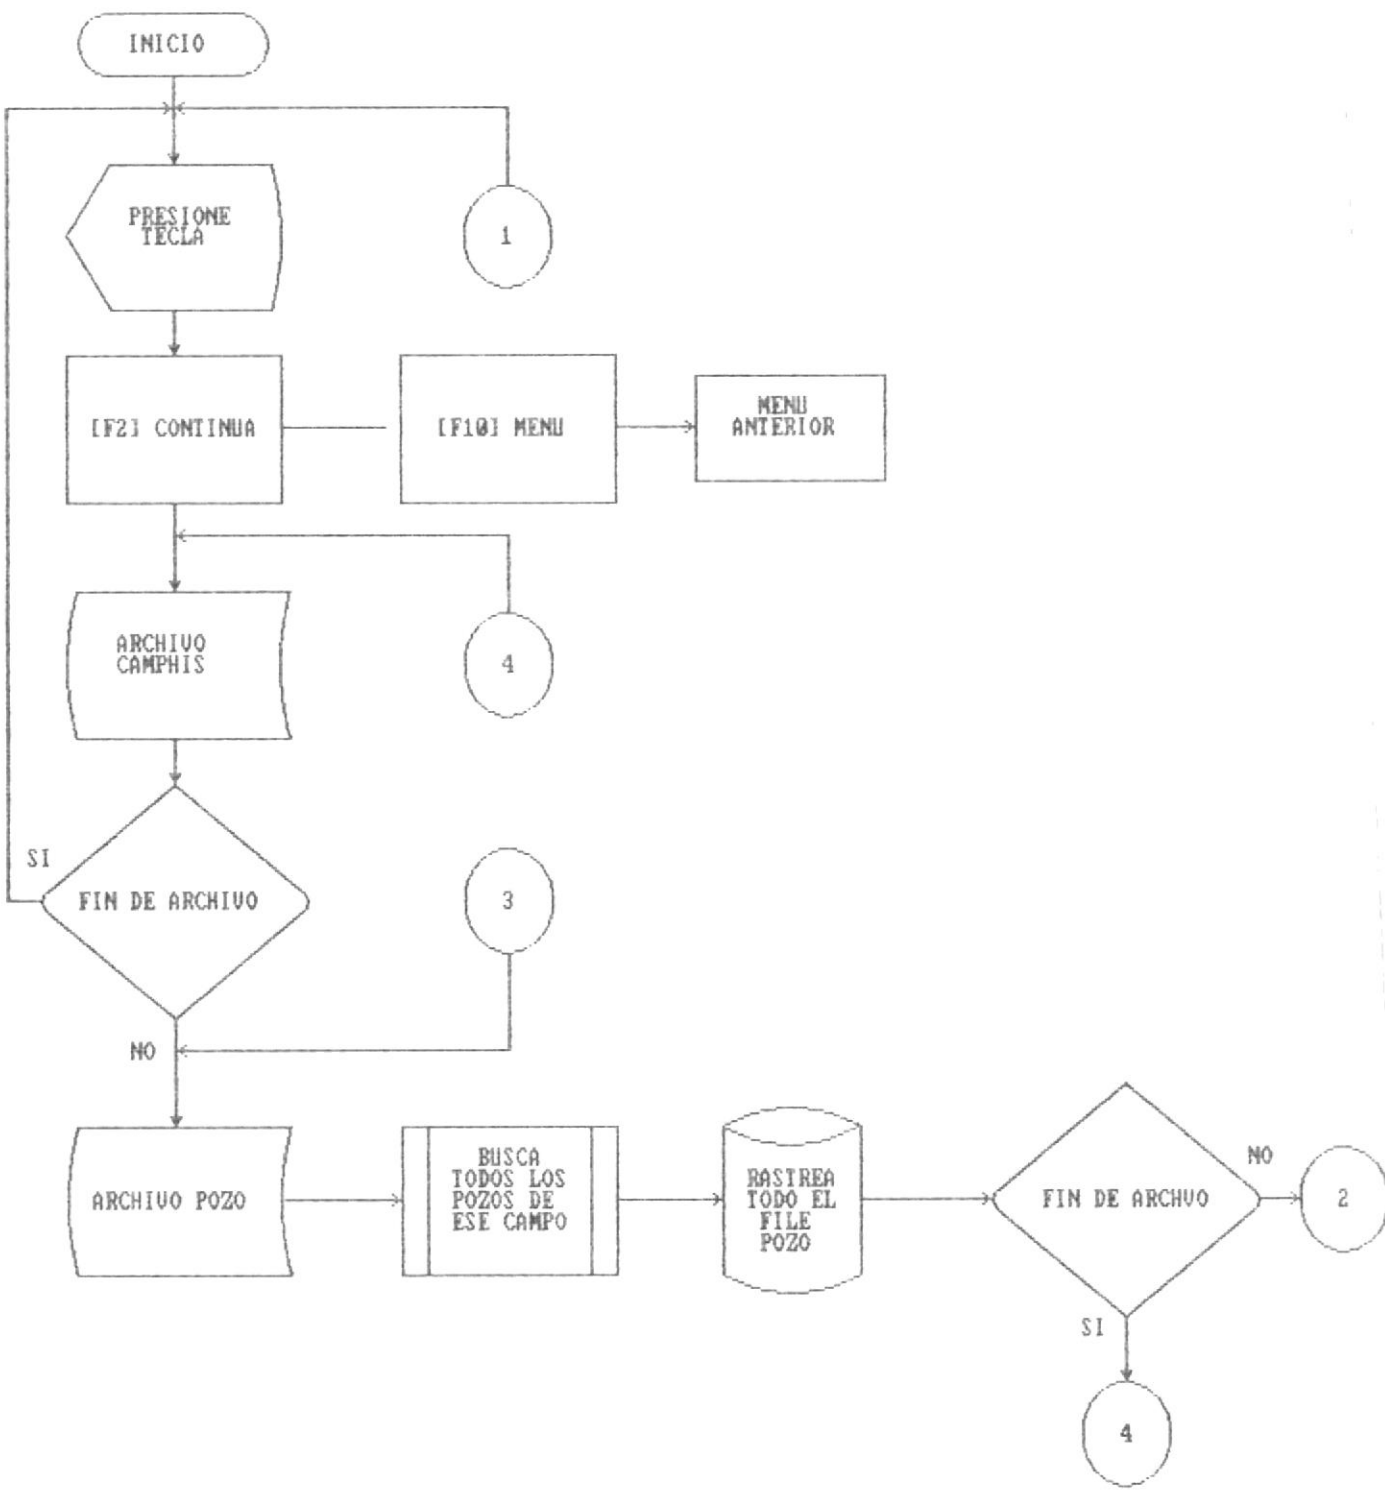 INICIO
PRESIONE
TECLA
1
[F2] CONTINUA
[F10] MENU
MENU
ANTERIOR
ARCHIVO
CAMPHIS
4
SI
FIN DE ARCHIVO
3
NO
ARCHIVO POZO
BUSCA
TODOS LOS
POZOS DE
ESE CAMPO
RASTREA
TODO EL
FILE
POZO
FIN DE ARCHVO
NO
2
SI
4